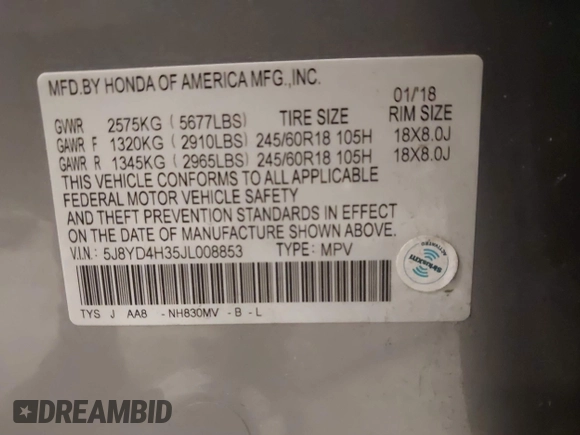 MFD.BY HONDA OF AMERICA MFG.,INC.
01/'18
GVWR 2575KG (5677LBS) TIRE SIZE RIM SIZE
GAWR F 1320KG (2910LBS) 245/60R18 105H 18X8.0J
GAWR R 1345KG (2965LBS) 245/60R18 105H 18X8.0J
THIS VEHICLE CONFORMS TO ALL APPLICABLE
FEDERAL MOTOR VEHICLE SAFETY
AND THEFT PREVENTION STANDARDS IN EFFECT
ON THE DATE OF MANUFACTURE SHOWN ABOVE.
V.I.N: 5J8YD4H35JL008853 TYPE: MPV
ACTIVATED
SiriusXM
TYS J AA8 -NH830MV -B -L
DREAMBID